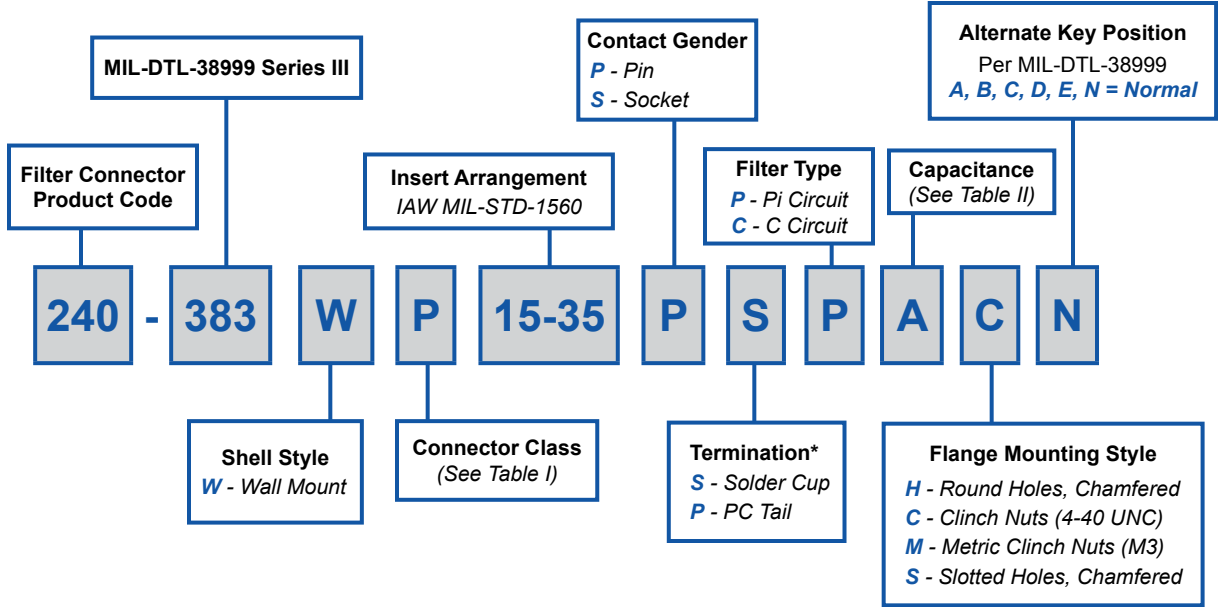 MIL-DTL-38999 Series III
Contact Gender
P - Pin
S - Socket
Alternate Key Position
Per MIL-DTL-38999
A, B, C, D, E, N = Normal
Filter Connector
Product Code
Insert Arrangement
IAW MIL-STD-1560
Filter Type
P - Pi Circuit
C - C Circuit
Capacitance
(See Table II)
240 - 383 W P 15-35 P S P A C N
Shell Style
W - Wall Mount
Connector Class
(See Table I)
Termination*
S - Solder Cup
P - PC Tail
Flange Mounting Style
H - Round Holes, Chamfered
C - Clinch Nuts (4-40 UNC)
M - Metric Clinch Nuts (M3)
S - Slotted Holes, Chamfered